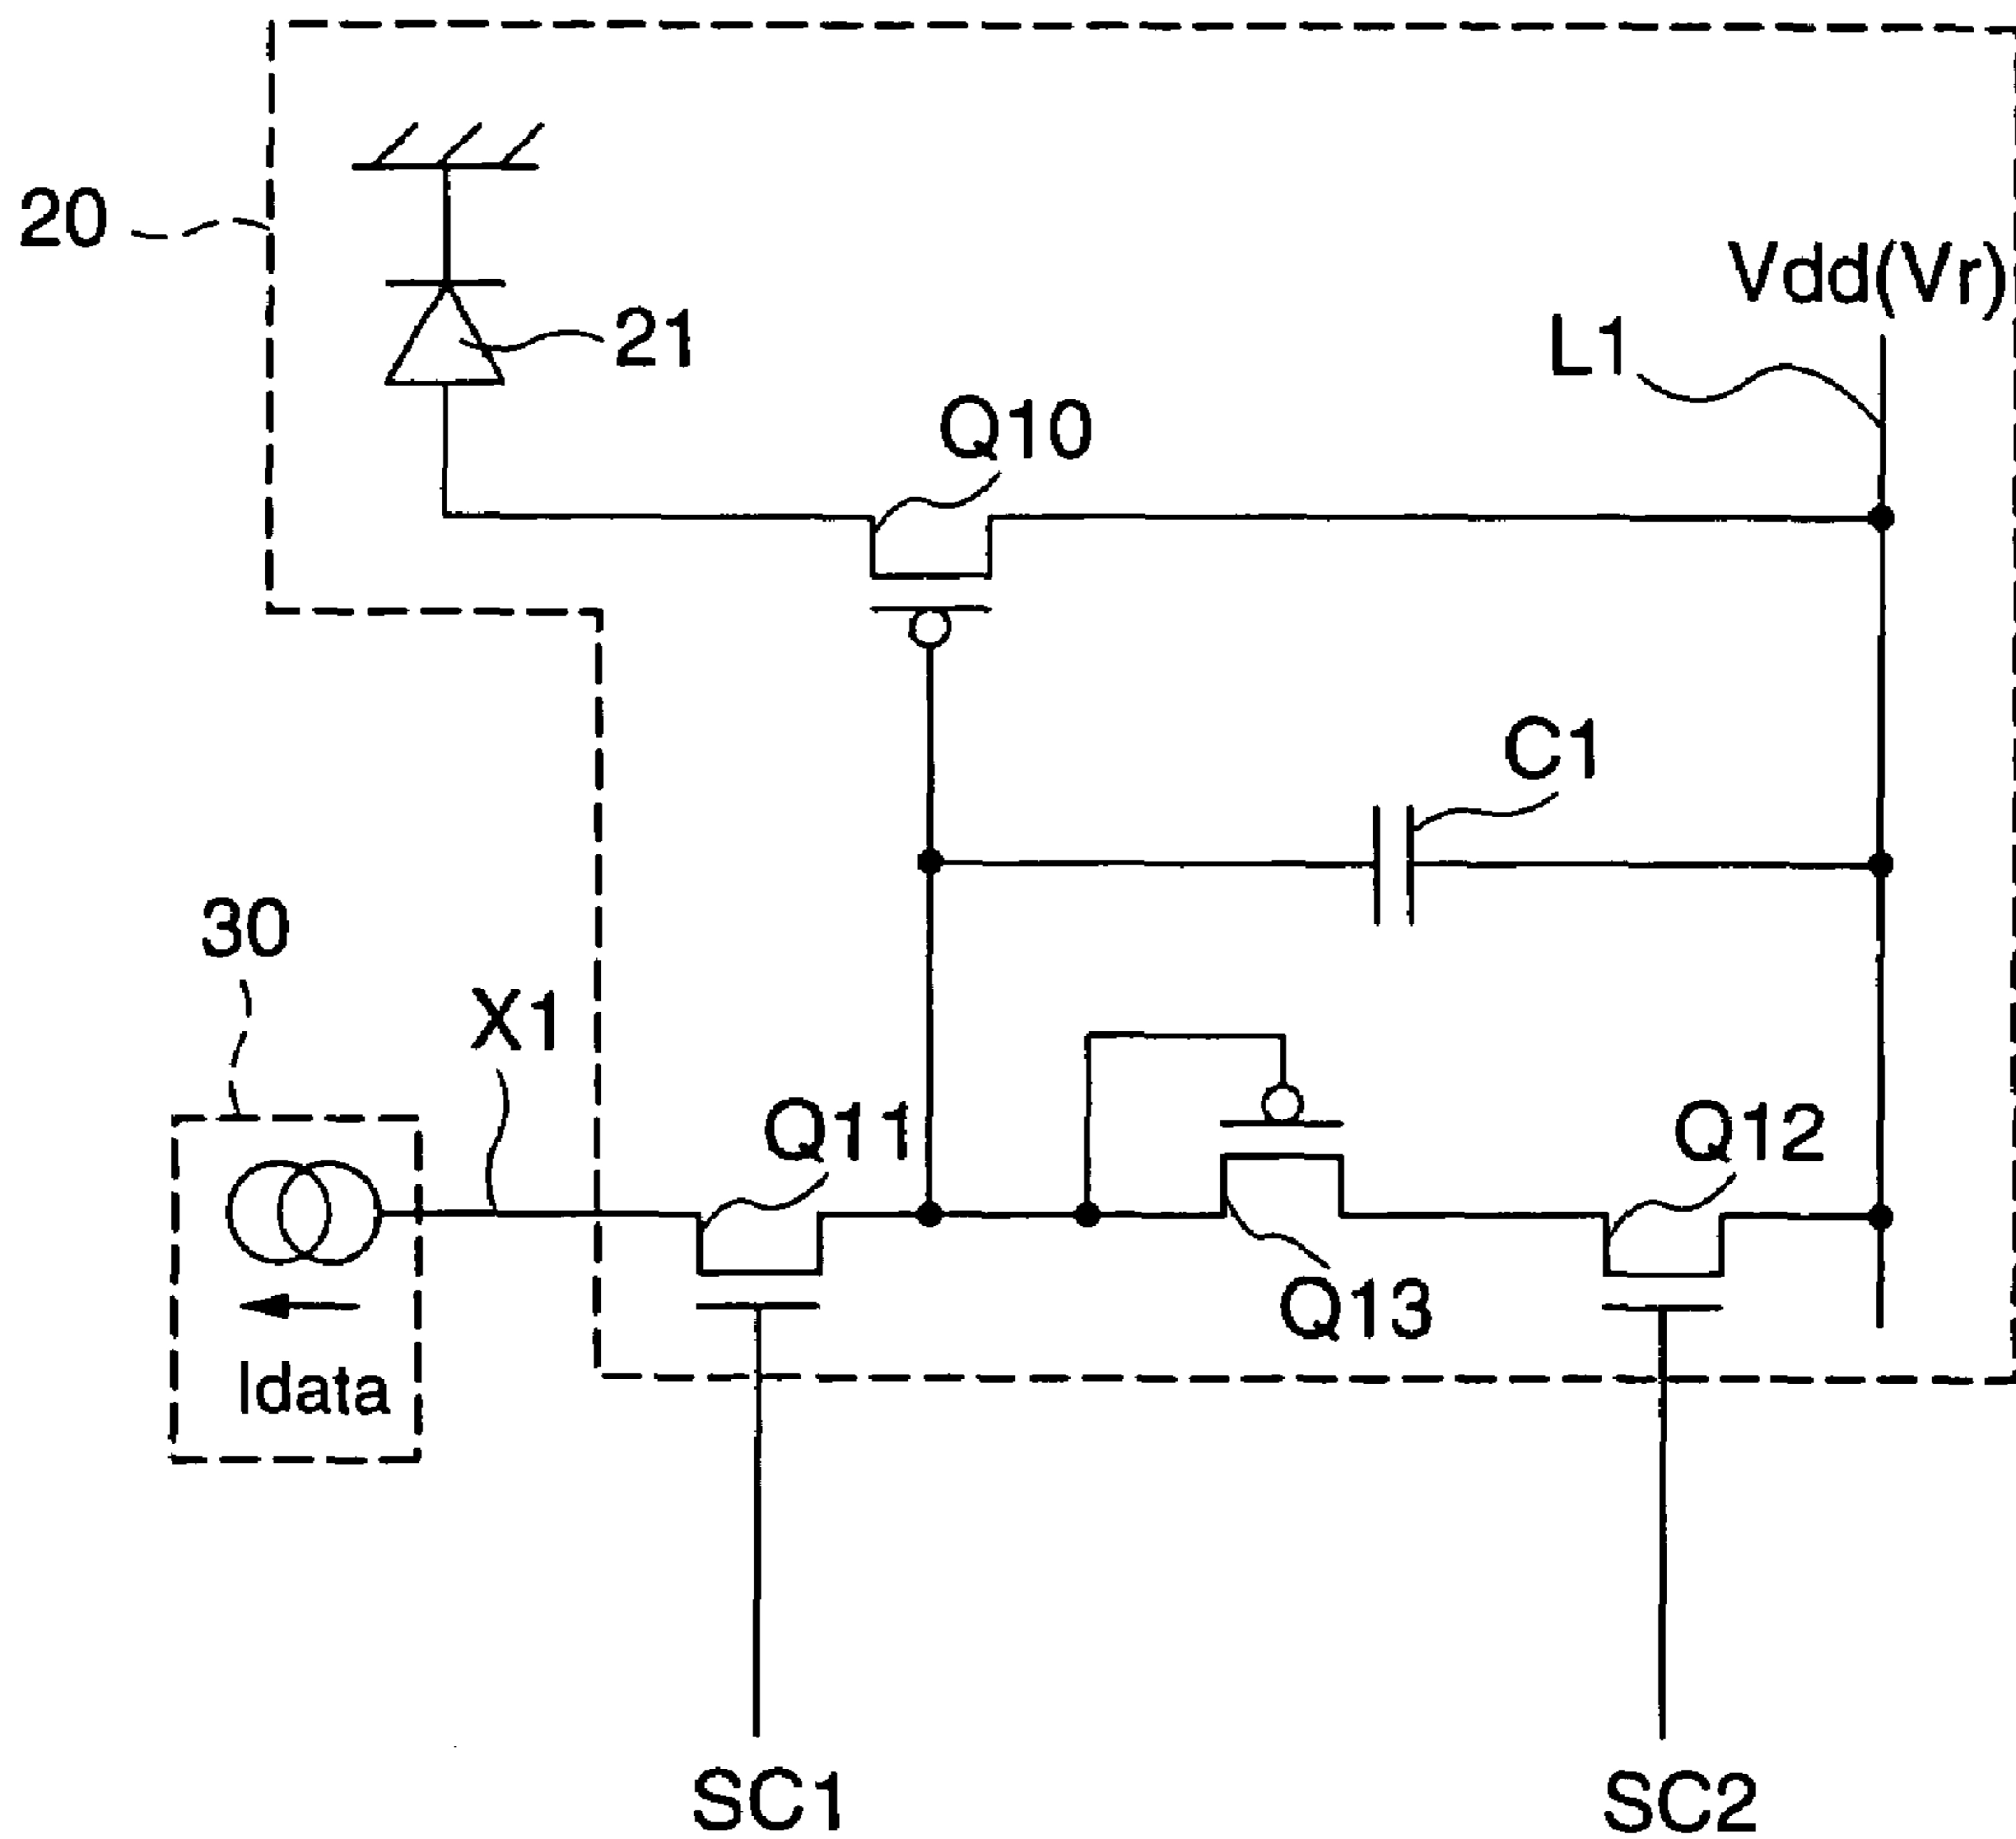 20
Vdd(Vr)
21
L1
Q10
C1
30
X1
Q11
Q12
Q13
Idata
SC1
SC2